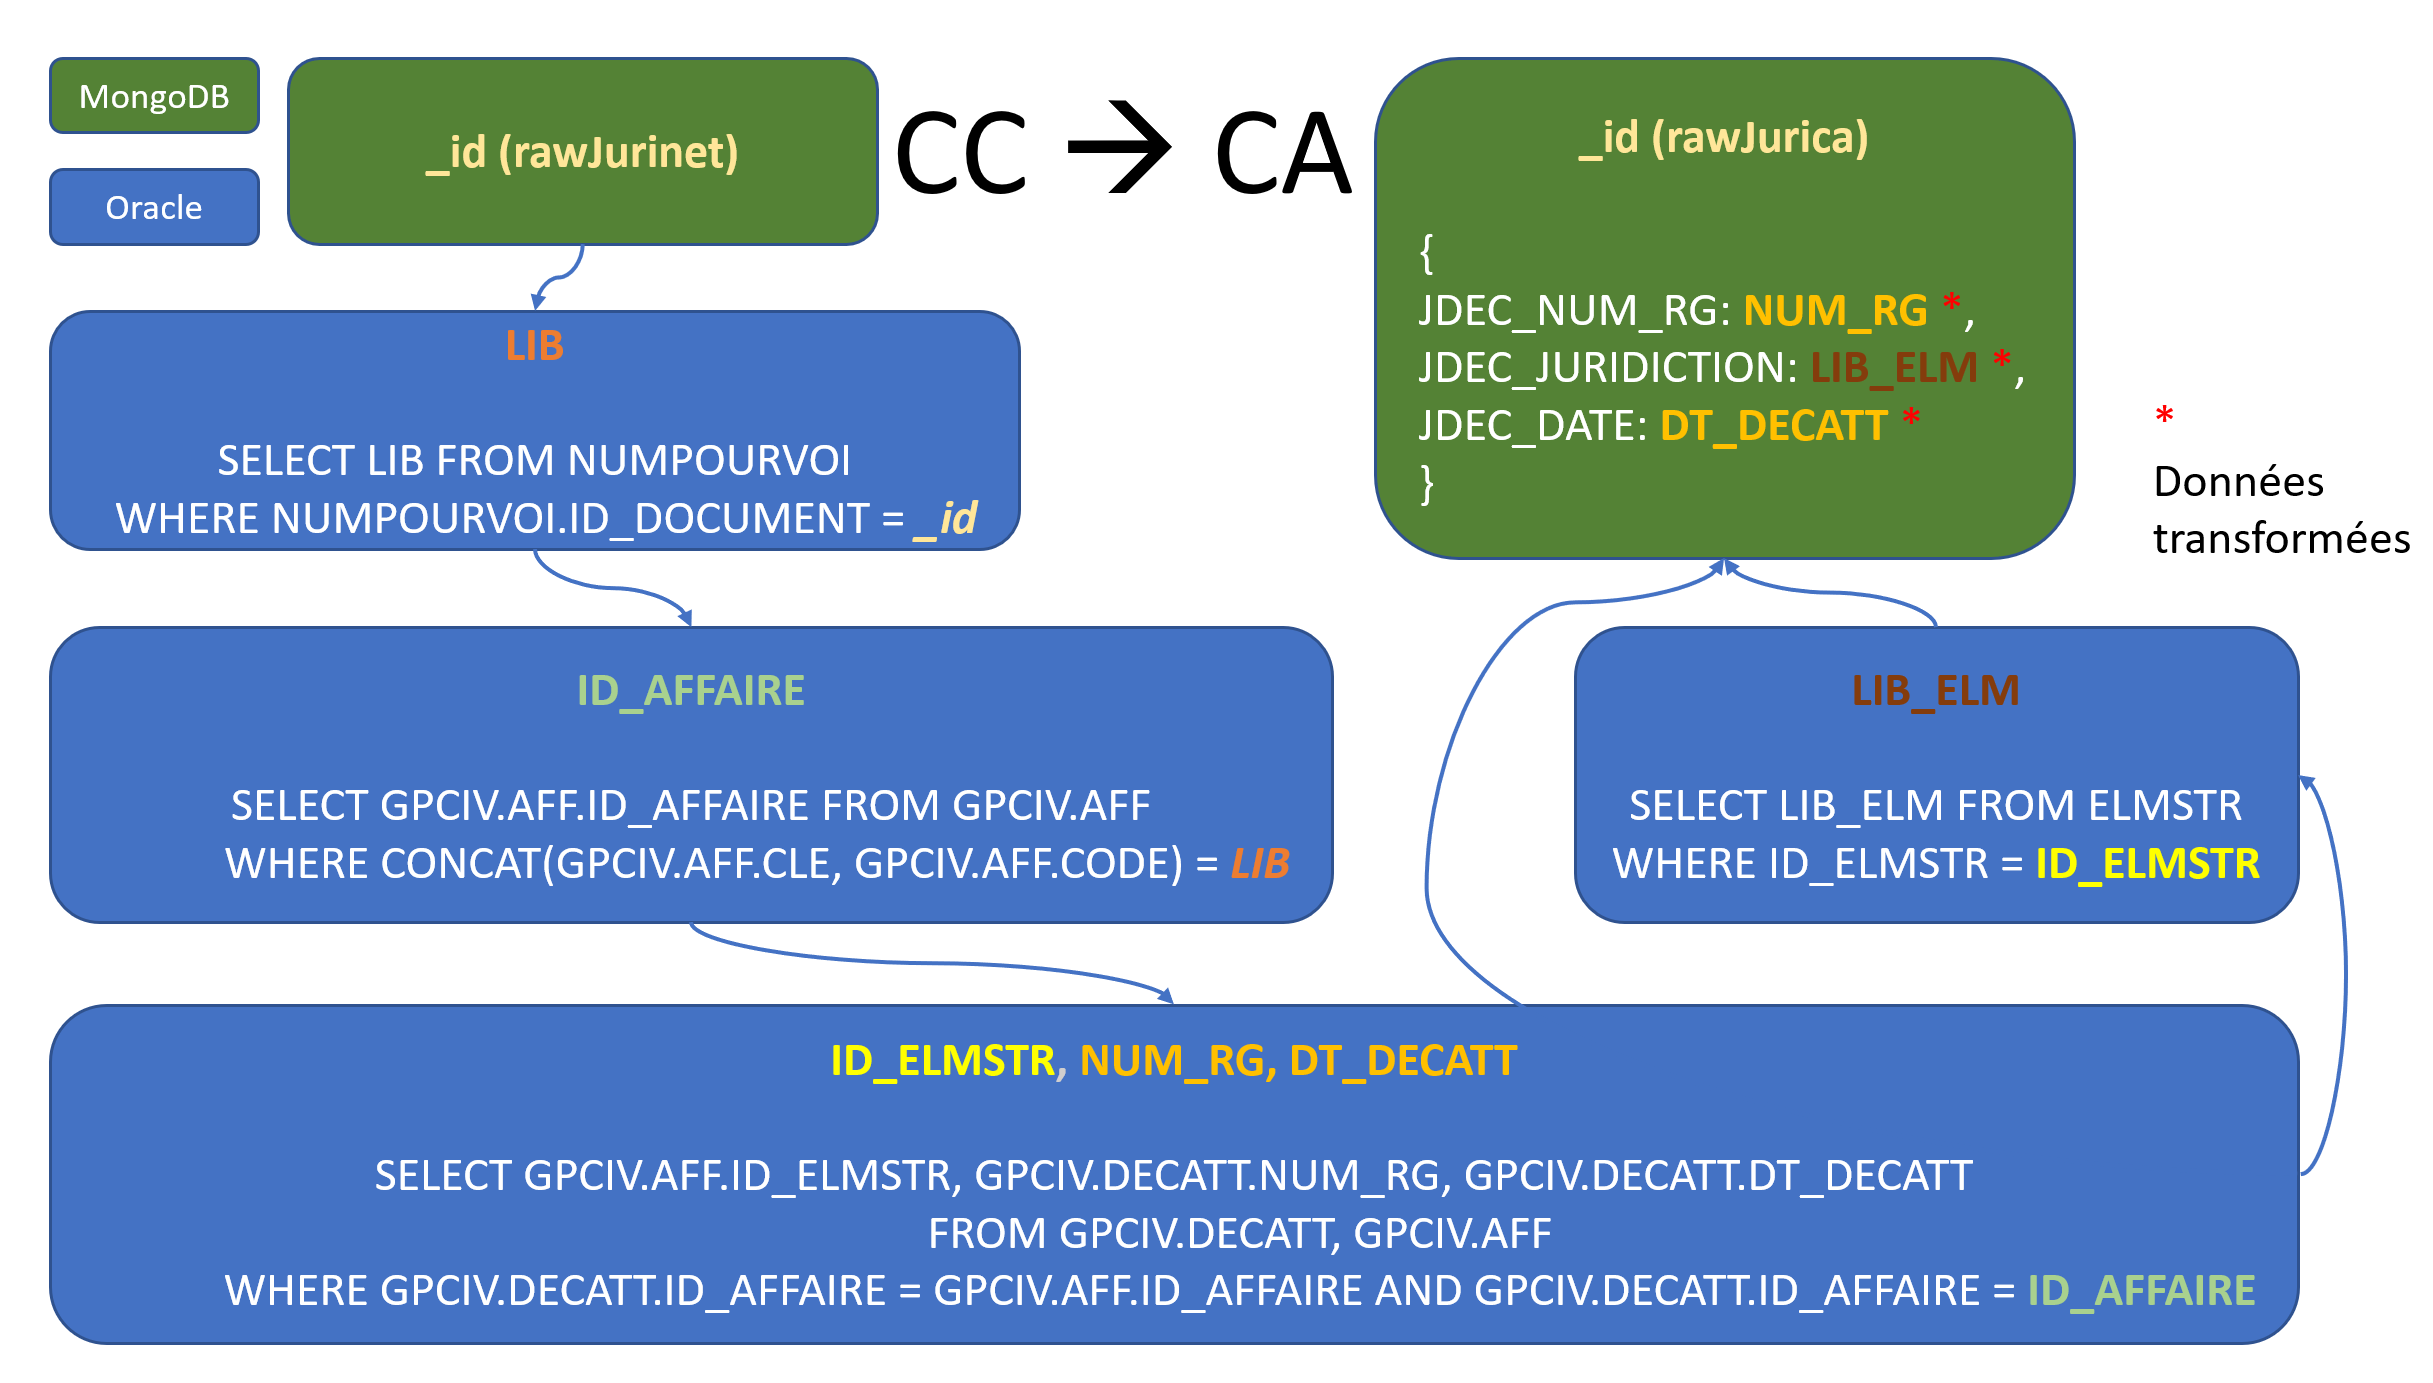 MongoDB
Oracle
_id (rawJurinet)
CC → CA
_id (rawJurica)
{
JDEC_NUM_RG: NUM_RG *,
JDEC_JURIDICTION: LIB_ELM *,
JDEC_DATE: DT_DECATT *
}
*
Données
transformées
LIB
SELECT LIB FROM NUMPOURVOI
WHERE NUMPOURVOI.ID_DOCUMENT = _id
ID_AFFAIRE
SELECT GPCIV.AFF.ID_AFFAIRE FROM GPCIV.AFF
WHERE CONCAT(GPCIV.AFF.CLE, GPCIV.AFF.CODE) = LIB
LIB_ELM
SELECT LIB_ELM FROM ELMSTR
WHERE ID_ELMSTR = ID_ELMSTR
ID_ELMSTR, NUM_RG, DT_DECATT
SELECT GPCIV.AFF.ID_ELMSTR, GPCIV.DECATT.NUM_RG, GPCIV.DECATT.DT_DECATT
FROM GPCIV.DECATT, GPCIV.AFF
WHERE GPCIV.DECATT.ID_AFFAIRE = GPCIV.AFF.ID_AFFAIRE AND GPCIV.DECATT.ID_AFFAIRE = ID_AFFAIRE